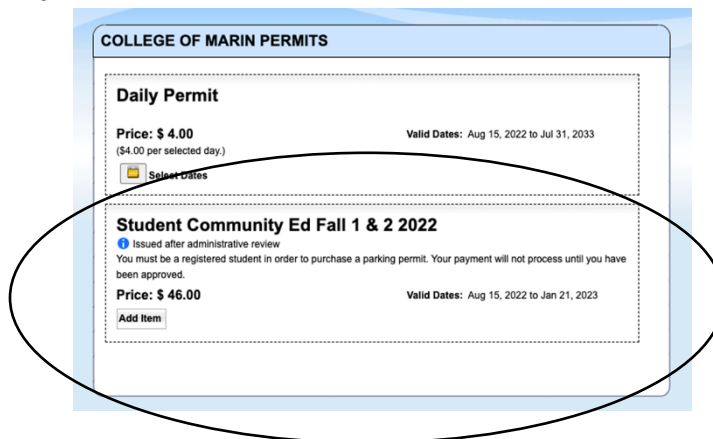 COLLEGE OF MARIN PERMITS
Daily Permit
Price: $ 4.00 Valid Dates: Aug 15, 2022 to Jul 31, 2033
($4.00 per selected day.)
Select Dates
Student Community Ed Fall 1 & 2 2022
Issued after administrative review
You must be a registered student in order to purchase a parking permit. Your payment will not process until you have
been approved.
Price: $ 46.00 Valid Dates: Aug 15, 2022 to Jan 21, 2023
Add Item